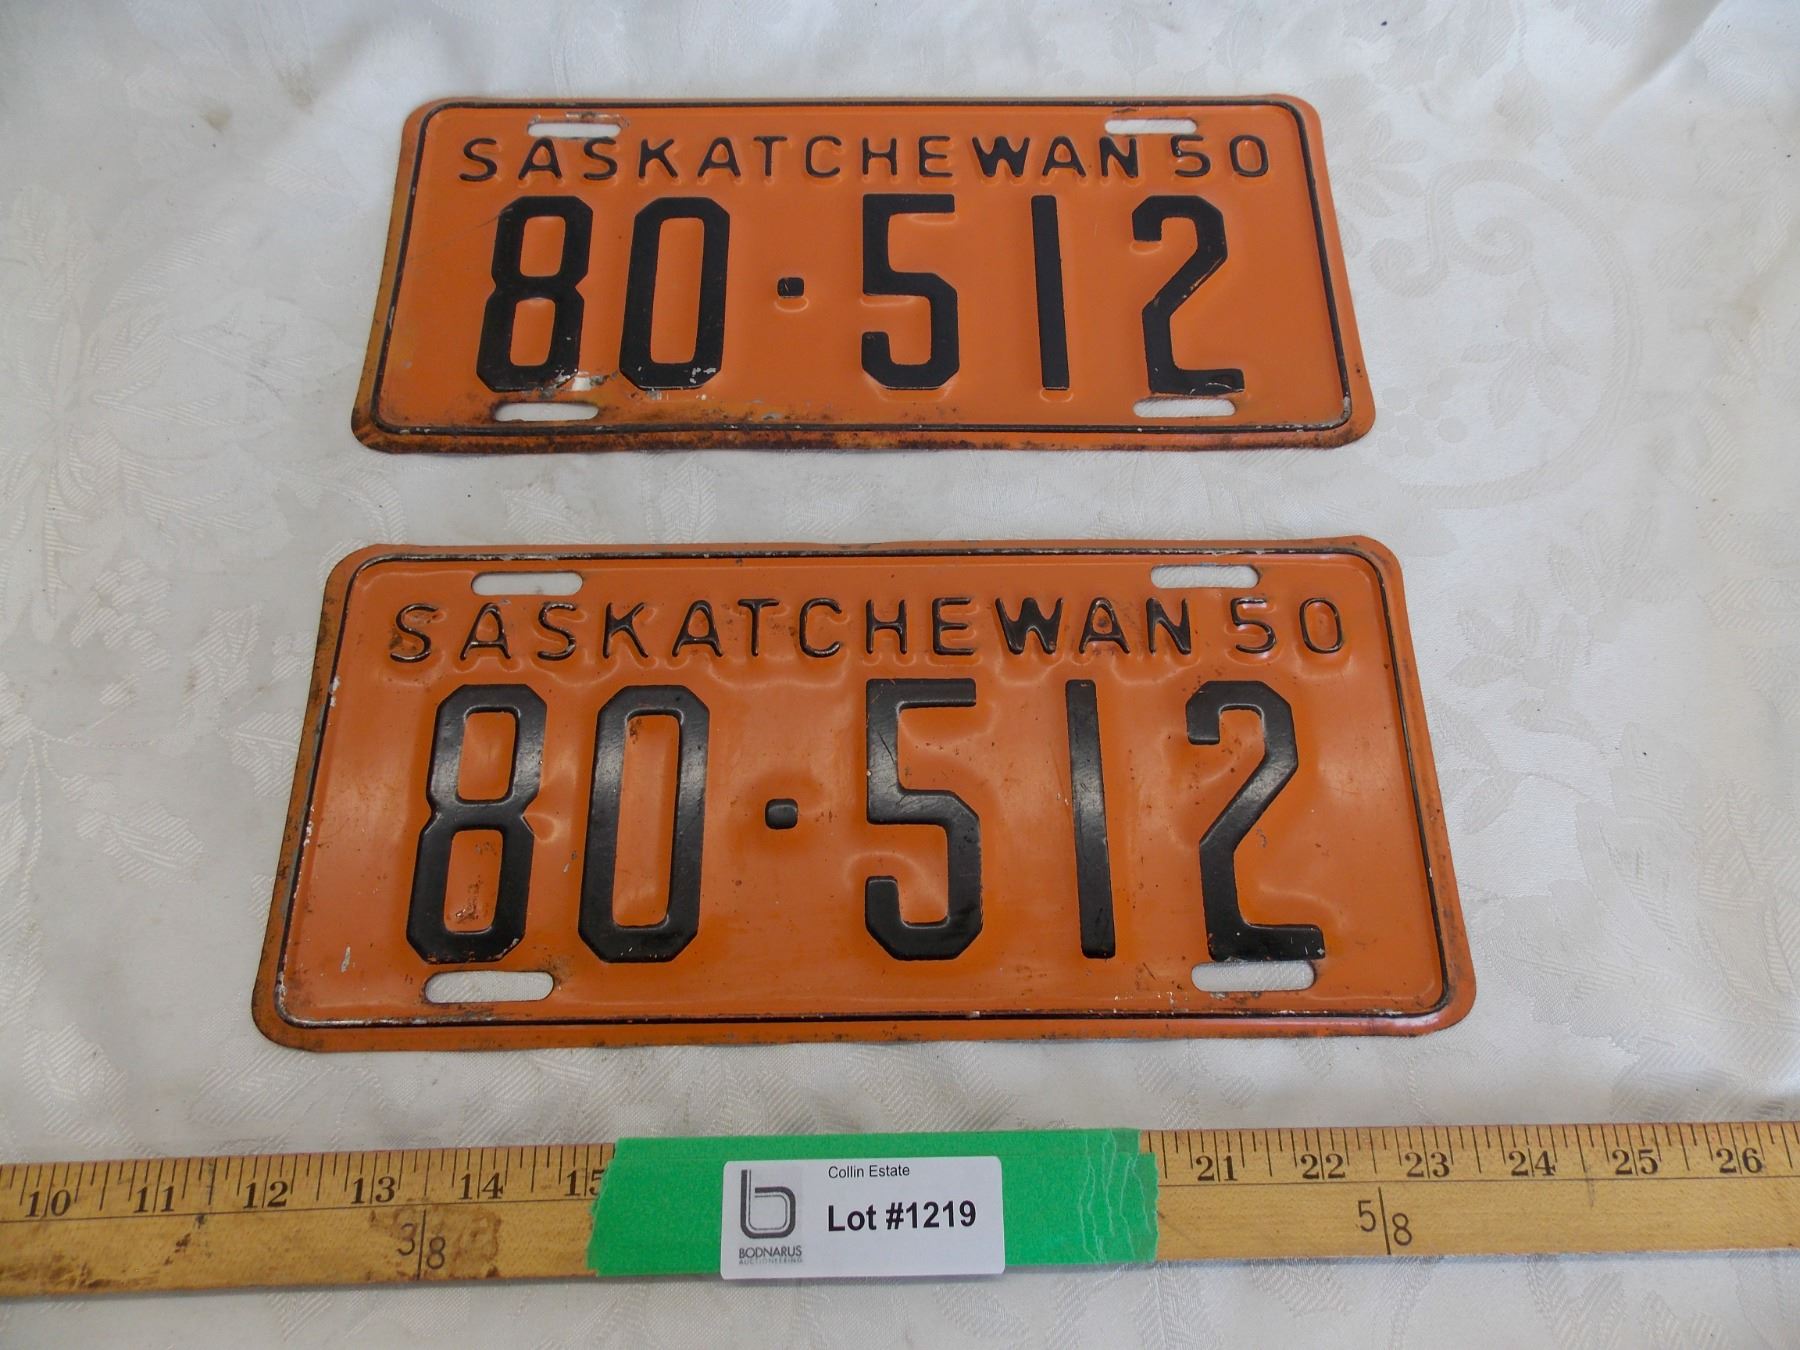 SASKATCHEWAN 50
80·512
SASKATCHEWAN 50
80·512
10 11 12 13 14 15 21 22 23 24 25 26
3/8 5/8
Collin Estate
Lot #1219
b
BODNARUS
AUCTIONEERING